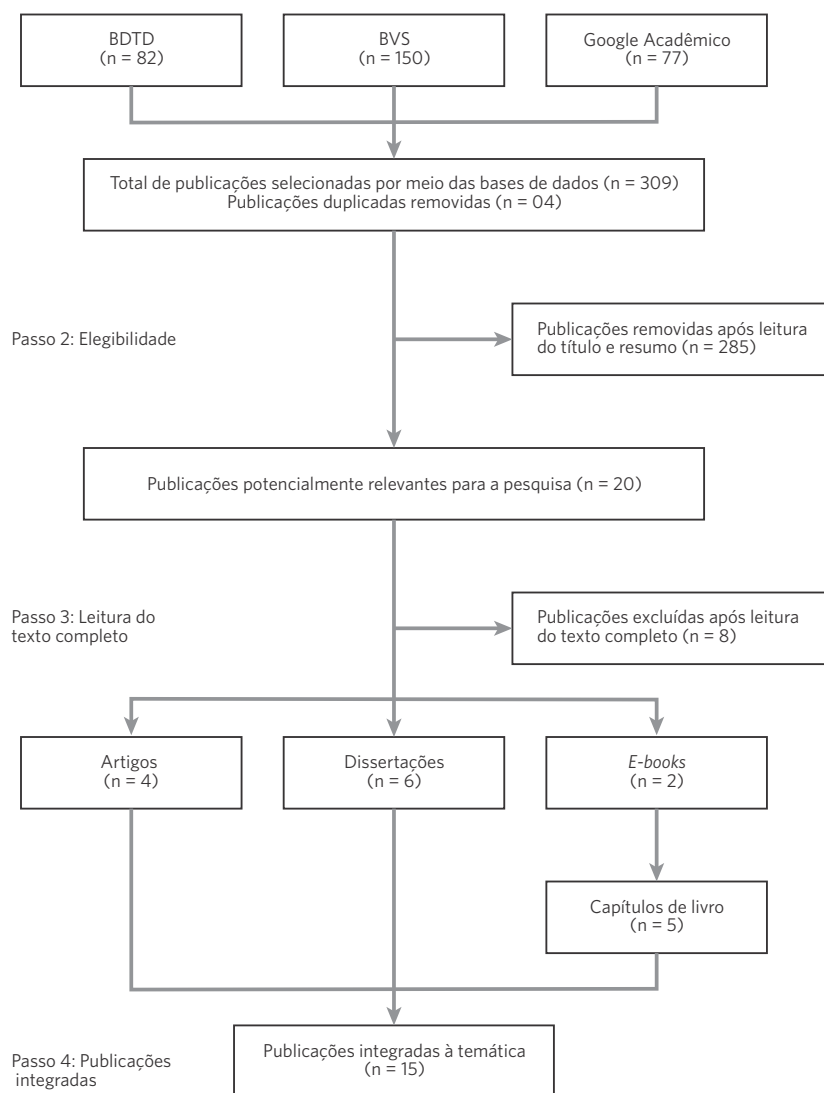 BDTD
(n = 82)
BVS
(n = 150)
Google Acadêmico
(n = 77)
Total de publicações selecionadas por meio das bases de dados (n = 309)
Publicações duplicadas removidas (n = 04)
Passo 2: Elegibilidade
Publicações removidas após leitura
do título e resumo (n = 285)
Publicações potencialmente relevantes para a pesquisa (n = 20)
Passo 3: Leitura do
texto completo
Publicações excluídas após leitura
do texto completo (n = 8)
Artigos
(n = 4)
Dissertações
(n = 6)
E-books
(n = 2)
Capítulos de livro
(n = 5)
Passo 4: Publicações
integradas
Publicações integradas à temática
(n = 15)